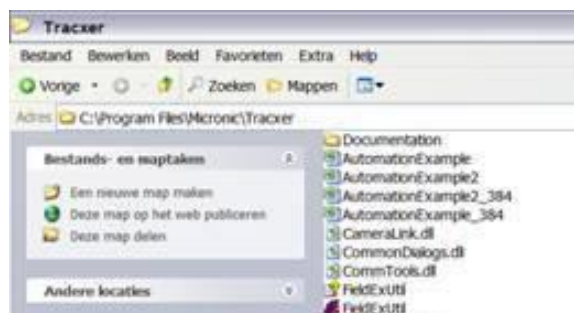 Tracxer
Bestand Bewerken Beeld Favorieten Extra Help
Vorige Zoeken Mappen
Adres C:\Program Files\Micronic\Tracxer
Bestands- en maptaken
Een nieuwe map maken
Deze map op het web publiceren
Deze map delen
Andere locaties
Documentation
AutomationExample
AutomationExample2
AutomationExample2_384
AutomationExample_384
CameraLink.dll
CommonDialogs.dll
CommTools.dll
FieldExUtil
FieldExUtil